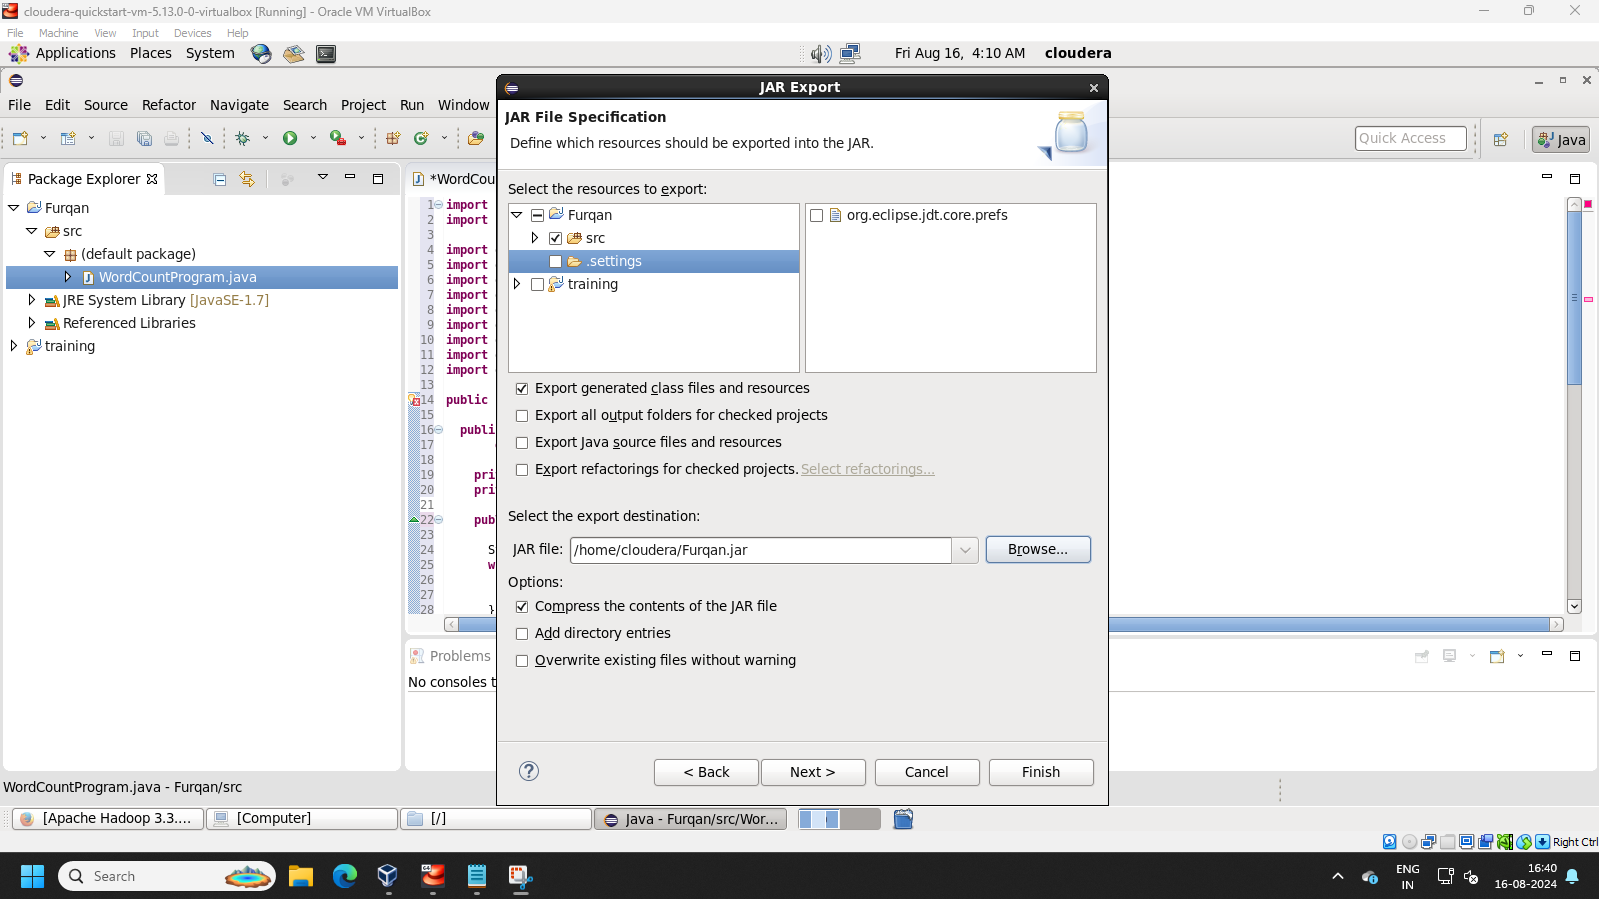 cloudera-quickstart-vm-5.13.0-0-virtualbox [Running] - Oracle VM VirtualBox
File Machine View Input Devices Help
Applications Places System Fri Aug 16, 4:10 AM cloudera
File Edit Source Refactor Navigate Search Project Run Window
Quick Access Java
JAR Export
JAR File Specification
Define which resources should be exported into the JAR.
Package Explorer
Furqan
src
(default package)
WordCountProgram.java
JRE System Library [JavaSE-1.7]
Referenced Libraries
training
*WordCou
1 import
2 import
3
4 import
5 import
6 import
7 import
8 import
9 import
10 import
11 import
12 import
13
14 public
15
16 publi
17
18
19 pri
20 pri
21
22 pub
23
24 S
25 w
26
27
28 }
Select the resources to export:
Furqan
src
.settings
training
org.eclipse.jdt.core.prefs
Export generated class files and resources
Export all output folders for checked projects
Export Java source files and resources
Export refactorings for checked projects. Select refactorings...
Select the export destination:
JAR file: /home/cloudera/Furqan.jar Browse...
Options:
Compress the contents of the JAR file
Add directory entries
Overwrite existing files without warning
? < Back Next > Cancel Finish
Problems
No consoles t
WordCountProgram.java - Furqan/src
[Apache Hadoop 3.3.... [Computer] [/] Java - Furqan/src/Wor...
Right Ctrl
Search
ENG
IN
16:40
16-08-2024